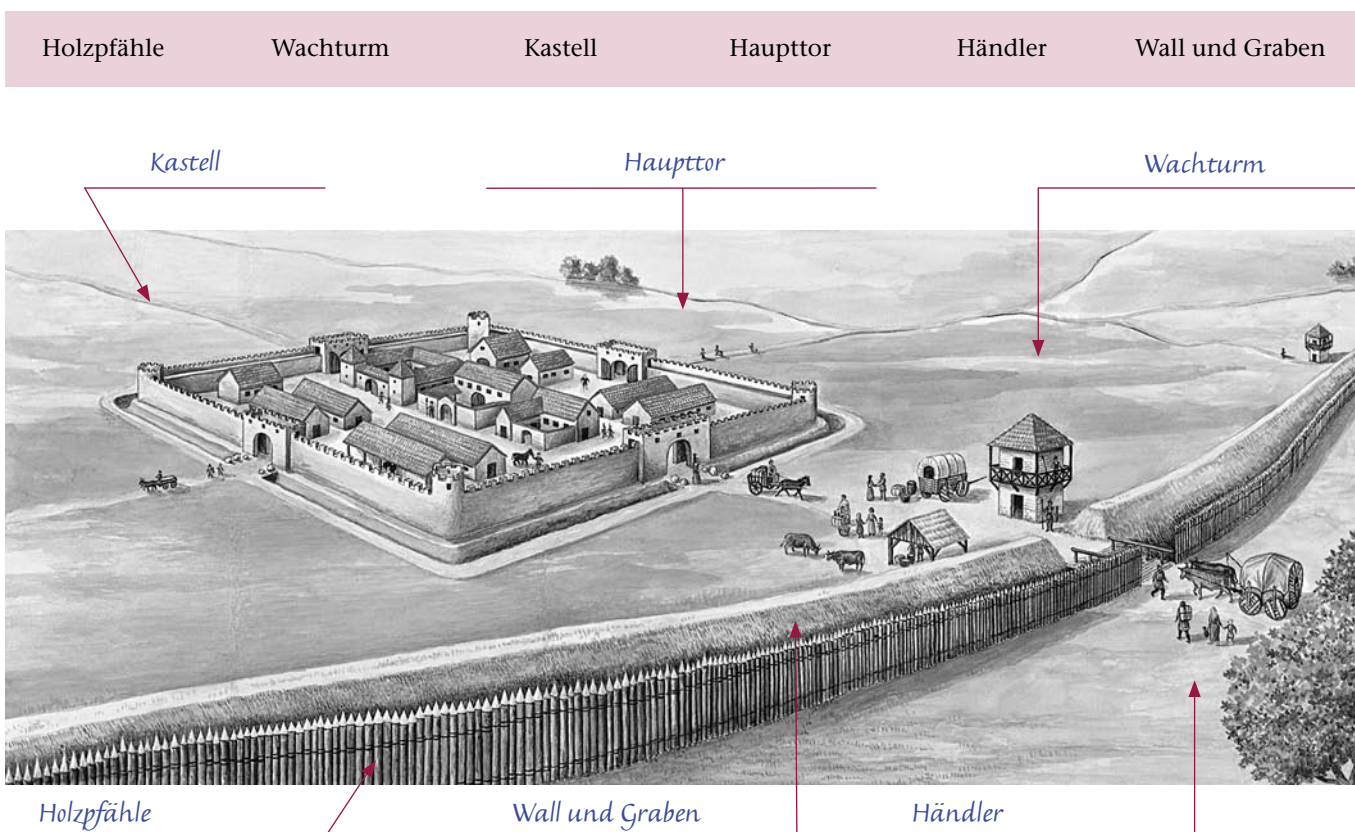 Holzpfähle Wachturm Kastell Haupttor Händler Wall und Graben
Kastell Haupttor Wachturm
Holzpfähle Wall und Graben Händler